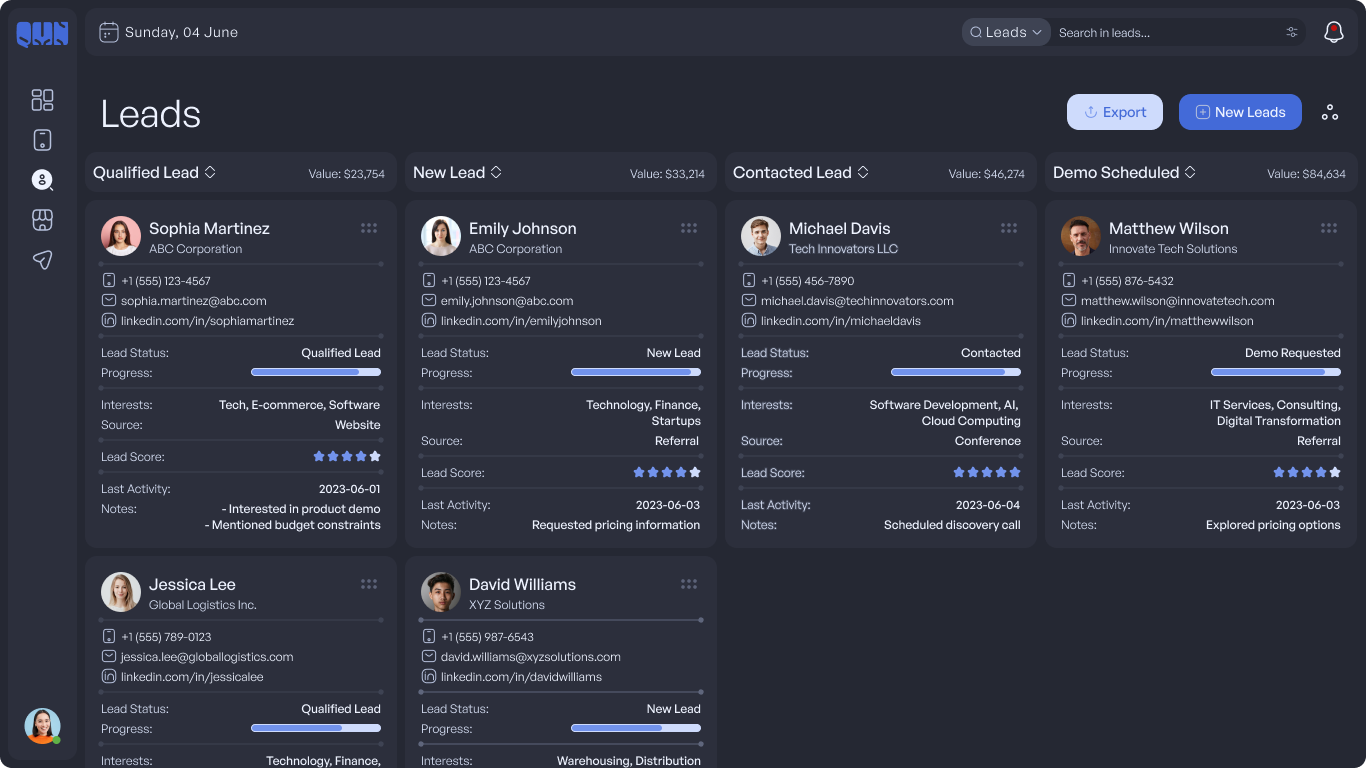 QUN
Sunday, 04 June
Leads
Search in leads...
Leads
Export
New Leads
Qualified Lead
Value: $23,754
Sophia Martinez
ABC Corporation
+1 (555) 123-4567
sophia.martinez@abc.com
linkedin.com/in/sophiamartinez
Lead Status: Qualified Lead
Progress:
Interests: Tech, E-commerce, Software
Source: Website
Lead Score:
Last Activity: 2023-06-01
Notes: - Interested in product demo
- Mentioned budget constraints
Jessica Lee
Global Logistics Inc.
+1 (555) 789-0123
jessica.lee@globallogistics.com
linkedin.com/in/jessicalee
Lead Status: Qualified Lead
Progress:
Interests: Technology, Finance,
New Lead
Value: $33,214
Emily Johnson
ABC Corporation
+1 (555) 123-4567
emily.johnson@abc.com
linkedin.com/in/emilyjohnson
Lead Status: New Lead
Progress:
Interests: Technology, Finance,
Startups
Source: Referral
Lead Score:
Last Activity: 2023-06-03
Notes: Requested pricing information
David Williams
XYZ Solutions
+1 (555) 987-6543
david.williams@xyzsolutions.com
linkedin.com/in/davidwilliams
Lead Status: New Lead
Progress:
Interests: Warehousing, Distribution
Contacted Lead
Value: $46,274
Michael Davis
Tech Innovators LLC
+1 (555) 456-7890
michael.davis@techinnovators.com
linkedin.com/in/michaeldavis
Lead Status: Contacted
Progress:
Interests: Software Development, AI,
Cloud Computing
Source: Conference
Lead Score:
Last Activity: 2023-06-04
Notes: Scheduled discovery call
Demo Scheduled
Value: $84,634
Matthew Wilson
Innovate Tech Solutions
+1 (555) 876-5432
matthew.wilson@innovatetech.com
linkedin.com/in/matthewwilson
Lead Status: Demo Requested
Progress:
Interests: IT Services, Consulting,
Digital Transformation
Source: Referral
Lead Score:
Last Activity: 2023-06-03
Notes: Explored pricing options